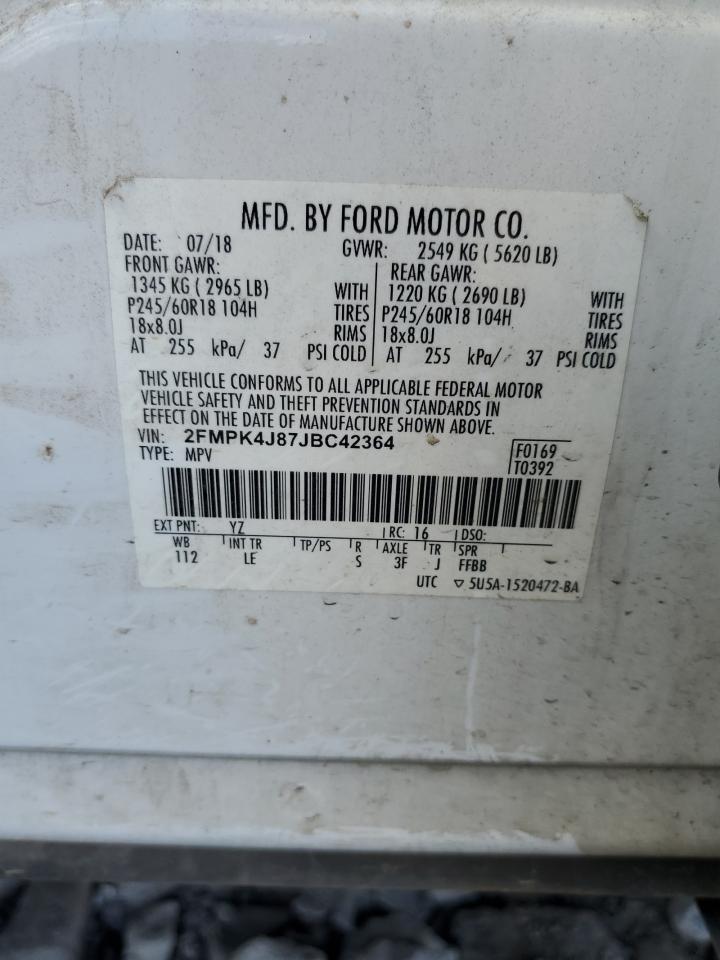 MFD. BY FORD MOTOR CO.
DATE: 07/18 GVWR: 2549 KG ( 5620 LB)
FRONT GAWR: REAR GAWR:
1345 KG ( 2965 LB) WITH 1220 KG ( 2690 LB) WITH
P245/60R18 104H TIRES P245/60R18 104H TIRES
18x8.0J RIMS 18x8.0J RIMS
AT 255 kPa/ 37 PSI COLD AT 255 kPa/ 37 PSI COLD
THIS VEHICLE CONFORMS TO ALL APPLICABLE FEDERAL MOTOR
VEHICLE SAFETY AND THEFT PREVENTION STANDARDS IN
EFFECT ON THE DATE OF MANUFACTURE SHOWN ABOVE.
VIN: 2FMPK4J87JBC42364 F0169
TYPE: MPV T0392
EXT PNT: YZ RC: 16 DSO:
WB INT TR TP/PS R AXLE TR SPR
112 LE S 3F J FFBB
UTC ▽ 5U5A-1520472-BA